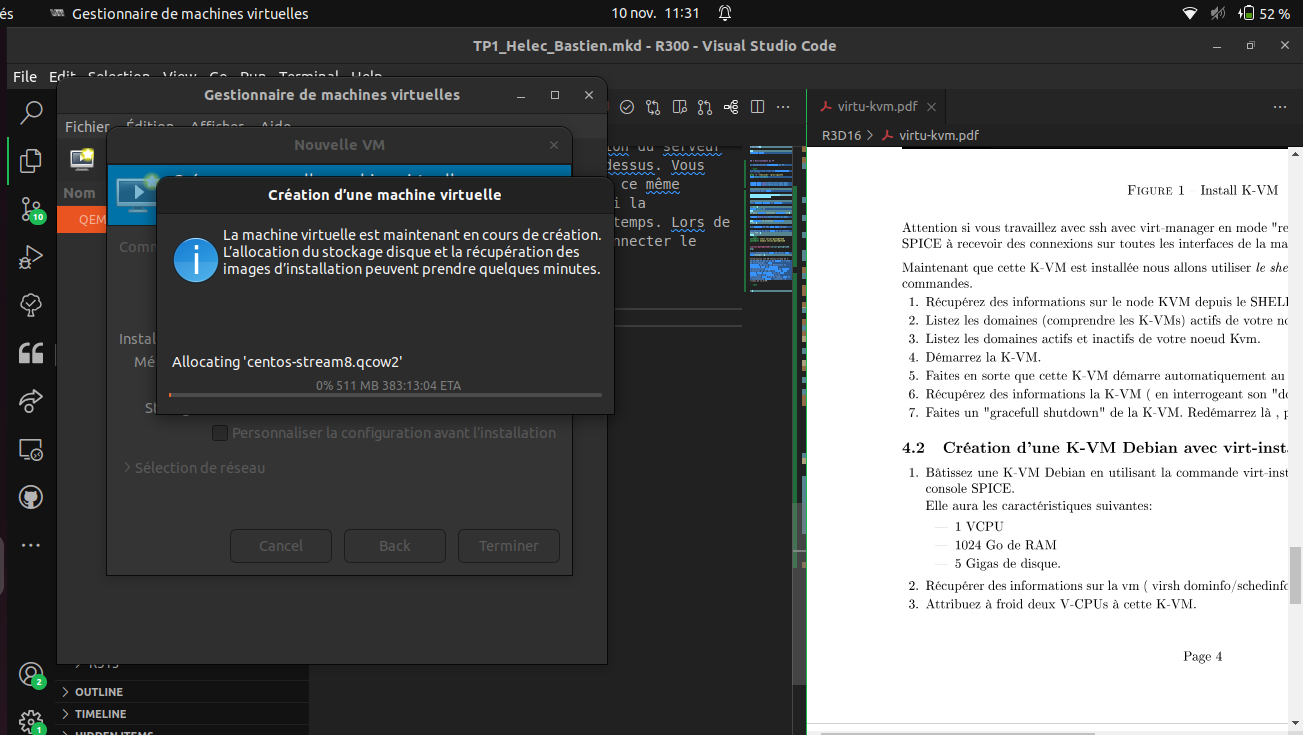 és
Gestionnaire de machines virtuelles
10 nov. 11:31
52 %
TP1_Helec_Bastien.mkd - R300 - Visual Studio Code
File Edit Selection View Go Run Terminal Help
Gestionnaire de machines virtuelles
Fichier Édition Afficher Aide
Nom
QEM
Nouvelle VM
Création d'une machine virtuelle
La machine virtuelle est maintenant en cours de création.
L'allocation du stockage disque et la récupération des
images d'installation peuvent prendre quelques minutes.
Allocating 'centos-stream8.qcow2'
0% 511 MB 383:13:04 ETA
Comm
Instal
Mé
St
Personnaliser la configuration avant l'installation
Sélection de réseau
Cancel
Back
Terminer
on du serveur
dessus. Vous
ce même
i la
temps. Lors de
nnecter le
10
2
1
R313
OUTLINE
TIMELINE
HIDDEN ITEMS
virtu-kvm.pdf
R3D16 > virtu-kvm.pdf
FIGURE 1 Install K-VM
Attention si vous travaillez avec ssh avec virt-manager en mode "re
SPICE à recevoir des connexions sur toutes les interfaces de la ma
Maintenant que cette K-VM est installée nous allons utiliser le she
commandes.
1. Récupérez des informations sur le node KVM depuis le SHELL
2. Listez les domaines (comprendre les K-VMs) actifs de votre no
3. Listez les domaines actifs et inactifs de votre noeud Kvm.
4. Démarrez la K-VM.
5. Faites en sorte que cette K-VM démarre automatiquement au
6. Récupérez des informations la K-VM ( en interrogeant son "do
7. Faites un "gracefull shutdown" de la K-VM. Redémarrez là , p
4.2 Création d'une K-VM Debian avec virt-inst
1. Bâtissez une K-VM Debian en utilisant la commande virt-inst
console SPICE.
Elle aura les caractéristiques suivantes:
— 1 VCPU
— 1024 Go de RAM
— 5 Gigas de disque.
2. Récupérer des informations sur la vm ( virsh dominfo/schedinfo
3. Attribuez à froid deux V-CPUs à cette K-VM.
Page 4